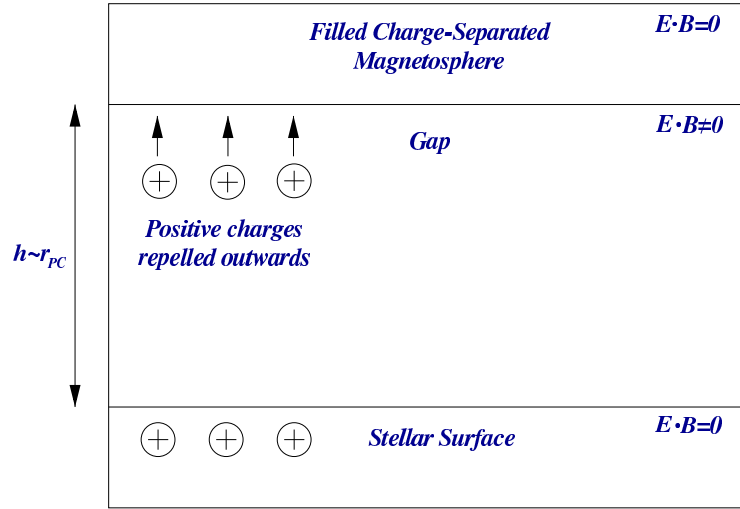 Filled Charge-Separated
Magnetosphere
E·B=0
E·B≠0
Gap
+ + +
Positive charges
repelled outwards
h~r_PC
E·B=0
+ + +
Stellar Surface